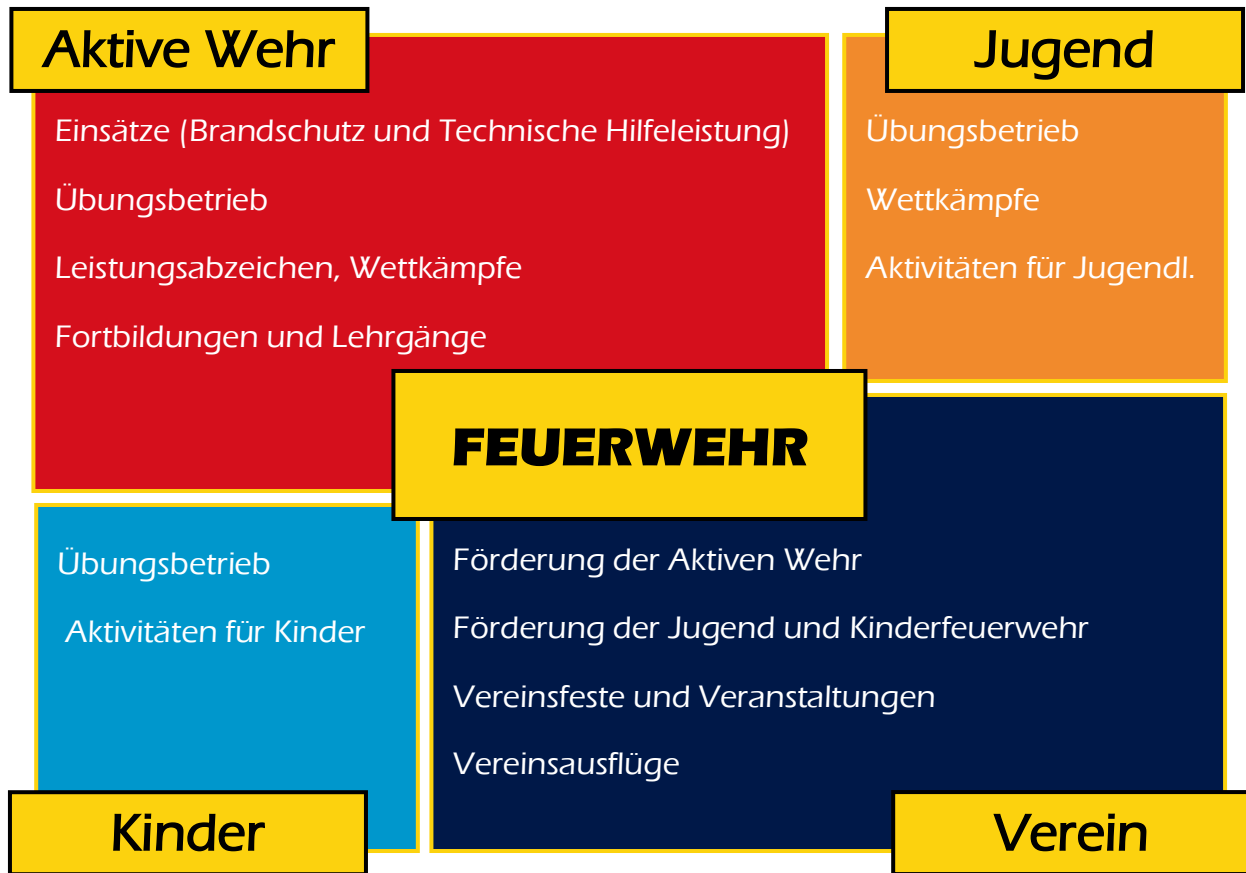 Aktive Wehr
Einsätze (Brandschutz und Technische Hilfeleistung)
Übungsbetrieb
Leistungsabzeichen, Wettkämpfe
Fortbildungen und Lehrgänge
Jugend
Übungsbetrieb
Wettkämpfe
Aktivitäten für Jugendl.
FEUERWEHR
Übungsbetrieb
Aktivitäten für Kinder
Kinder
Förderung der Aktiven Wehr
Förderung der Jugend und Kinderfeuerwehr
Vereinsfeste und Veranstaltungen
Vereinsausflüge
Verein